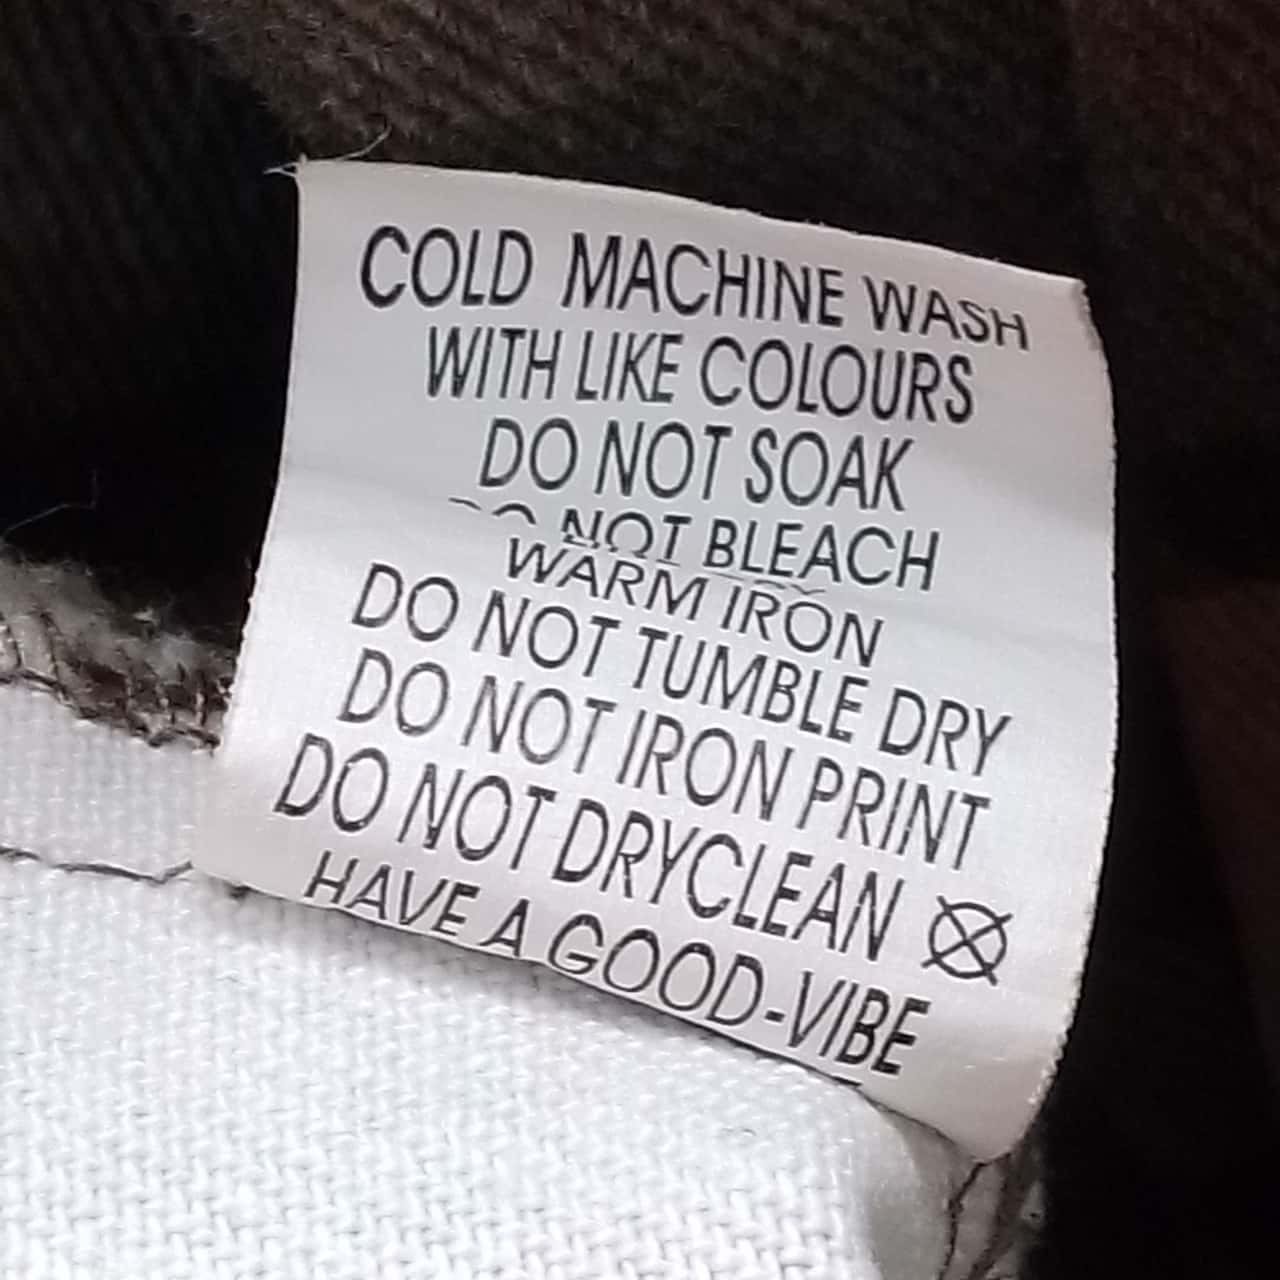 COLD MACHINE WASH
WITH LIKE COLOURS
DO NOT SOAK
DO NOT BLEACH
WARM IRON
DO NOT TUMBLE DRY
DO NOT IRON PRINT
DO NOT DRYCLEAN
HAVE A GOOD-VIBE